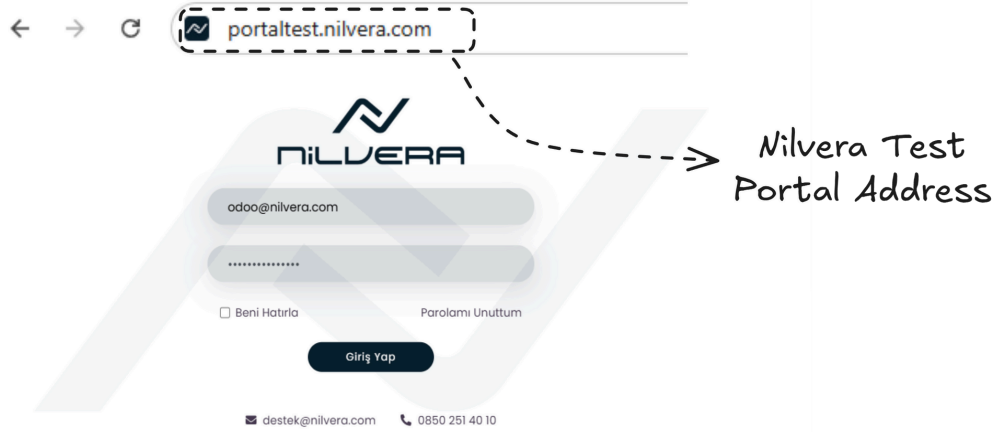 portaltest.nilvera.com
NiLVERA
Nilvera Test
Portal Address
odoo@nilvera.com
Beni Hatırla
Parolamı Unuttum
Giriş Yap
destek@nilvera.com
0850 251 40 10